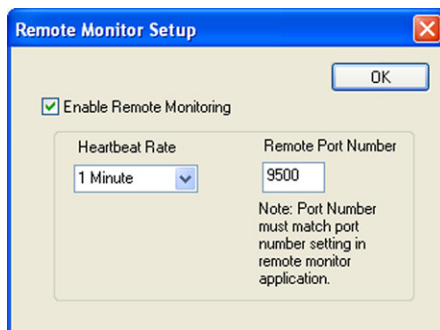 Remote Monitor Setup
OK
Enable Remote Monitoring
Heartbeat Rate
1 Minute
Remote Port Number
9500
Note: Port Number
must match port
number setting in
remote monitor
application.